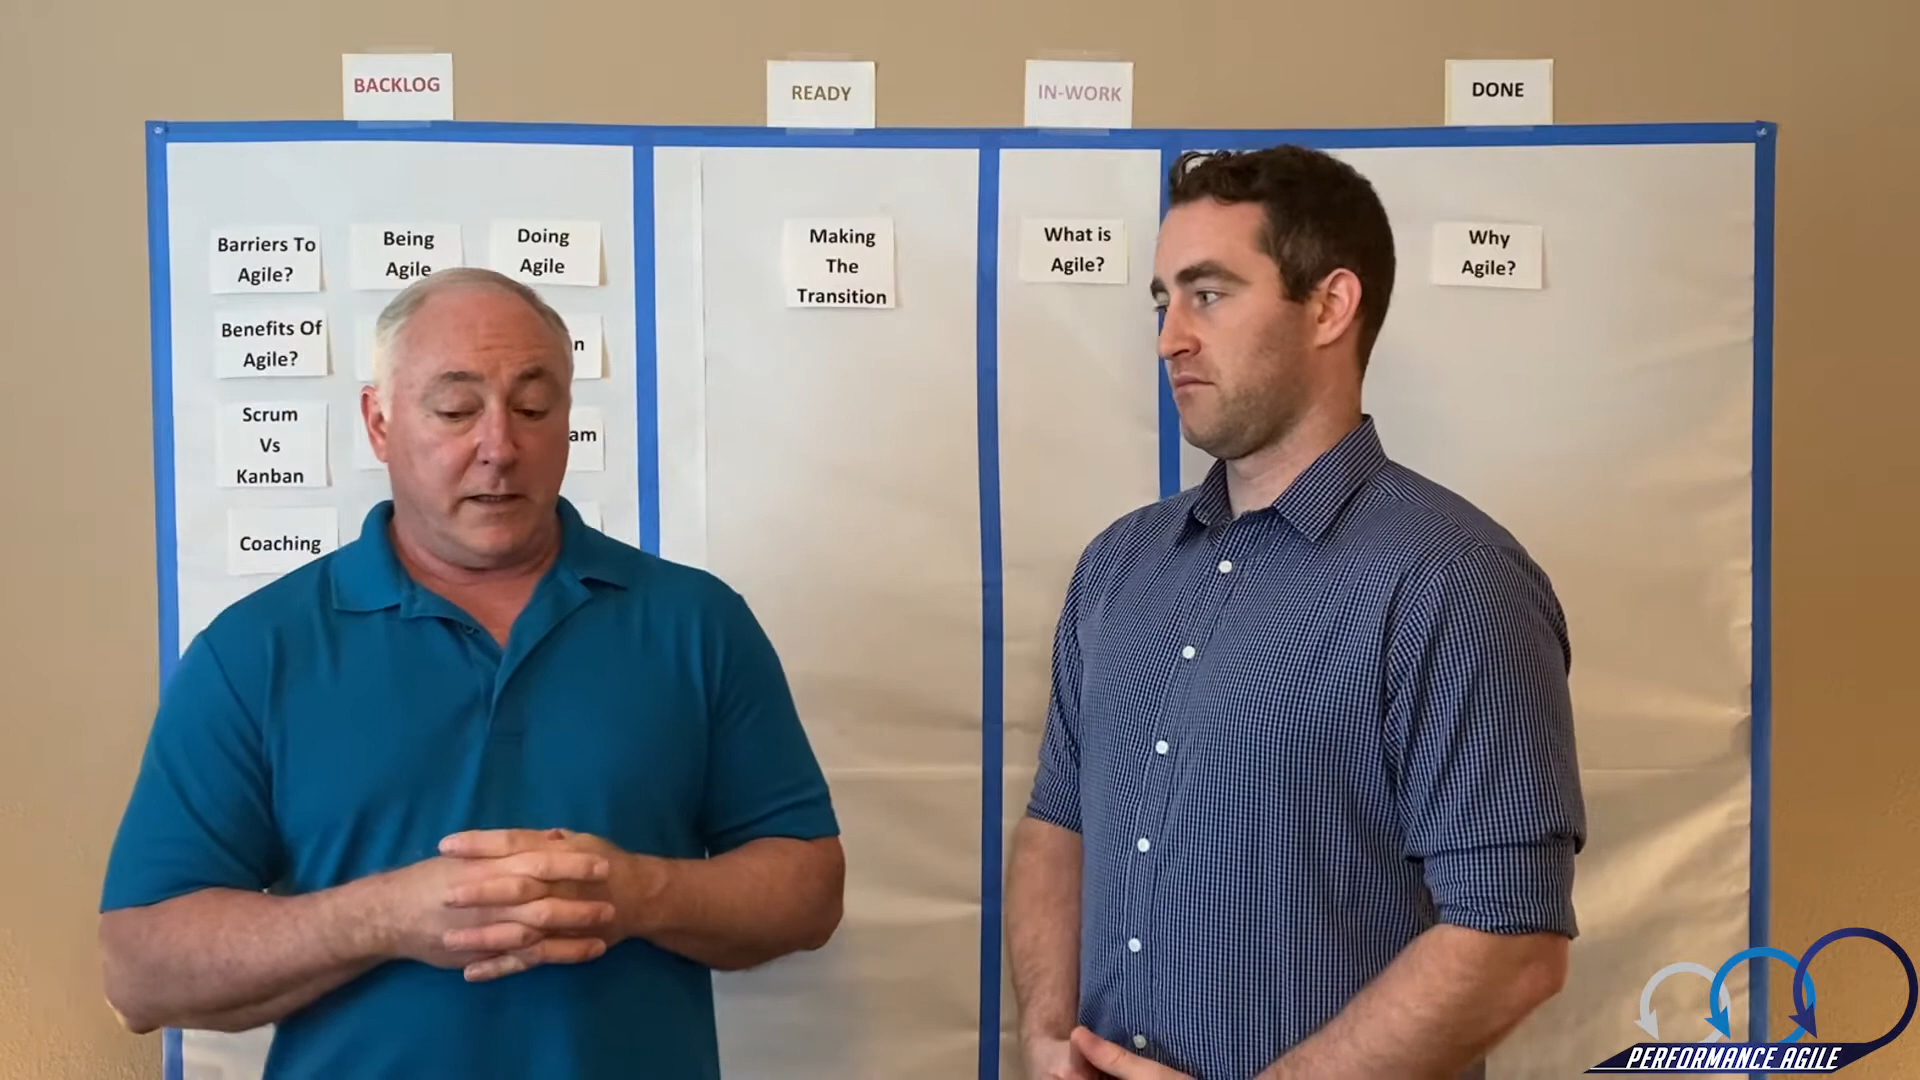 BACKLOG
READY
IN-WORK
DONE
Barriers To
Agile?
Being
Agile
Doing
Agile
Benefits Of
Agile?
Scrum
Vs
Kanban
Coaching
Making
The
Transition
What is
Agile?
Why
Agile?
PERFORMANCE AGILE